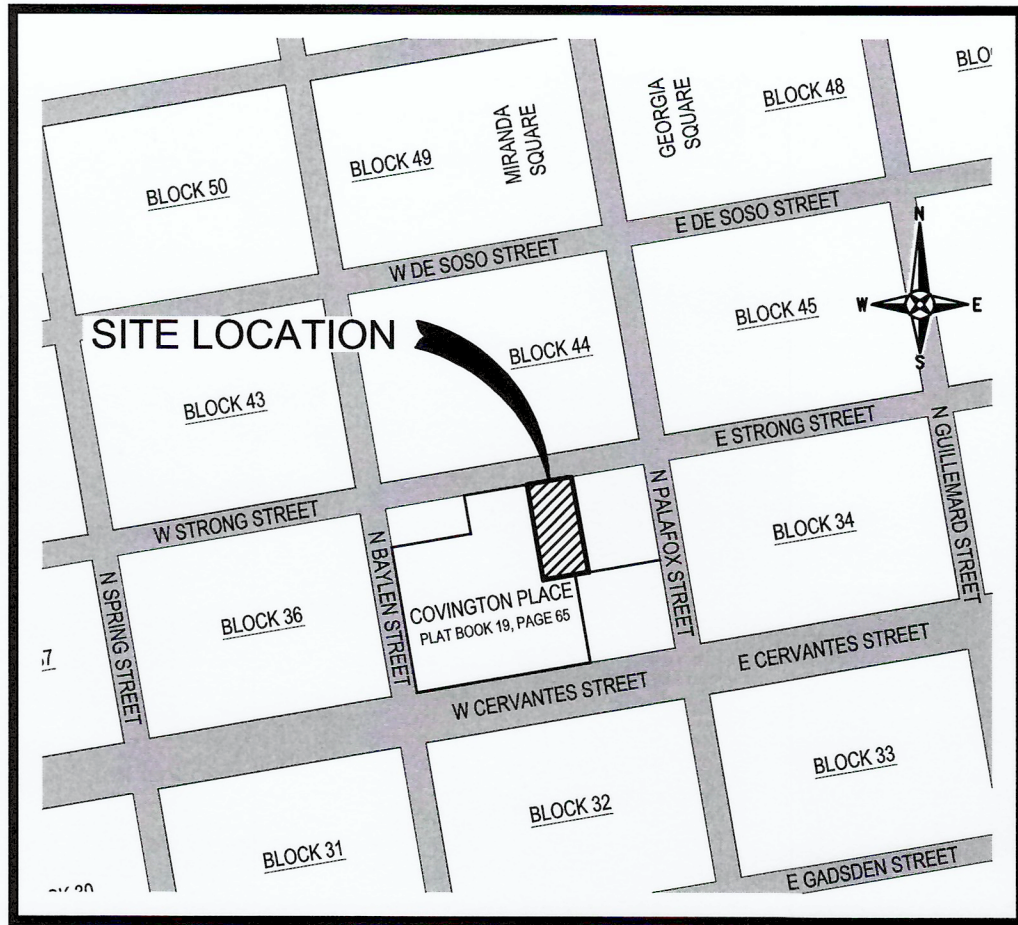 BLO
BLOCK 48
GEORGIA
SQUARE
MIRANDA
SQUARE
BLOCK 49
BLOCK 50
E DE SOSO STREET
N
W DE SOSO STREET
W
E
S
BLOCK 45
SITE LOCATION
BLOCK 44
BLOCK 43
E STRONG STREET
N GUILLEMARD STREET
W STRONG STREET
N BAYLEN STREET
N PALAFOX STREET
BLOCK 34
N SPRING STREET
COVINGTON PLACE
PLAT BOOK 19, PAGE 65
BLOCK 36
37
E CERVANTES STREET
W CERVANTES STREET
BLOCK 33
BLOCK 32
BLOCK 31
E GADSDEN STREET